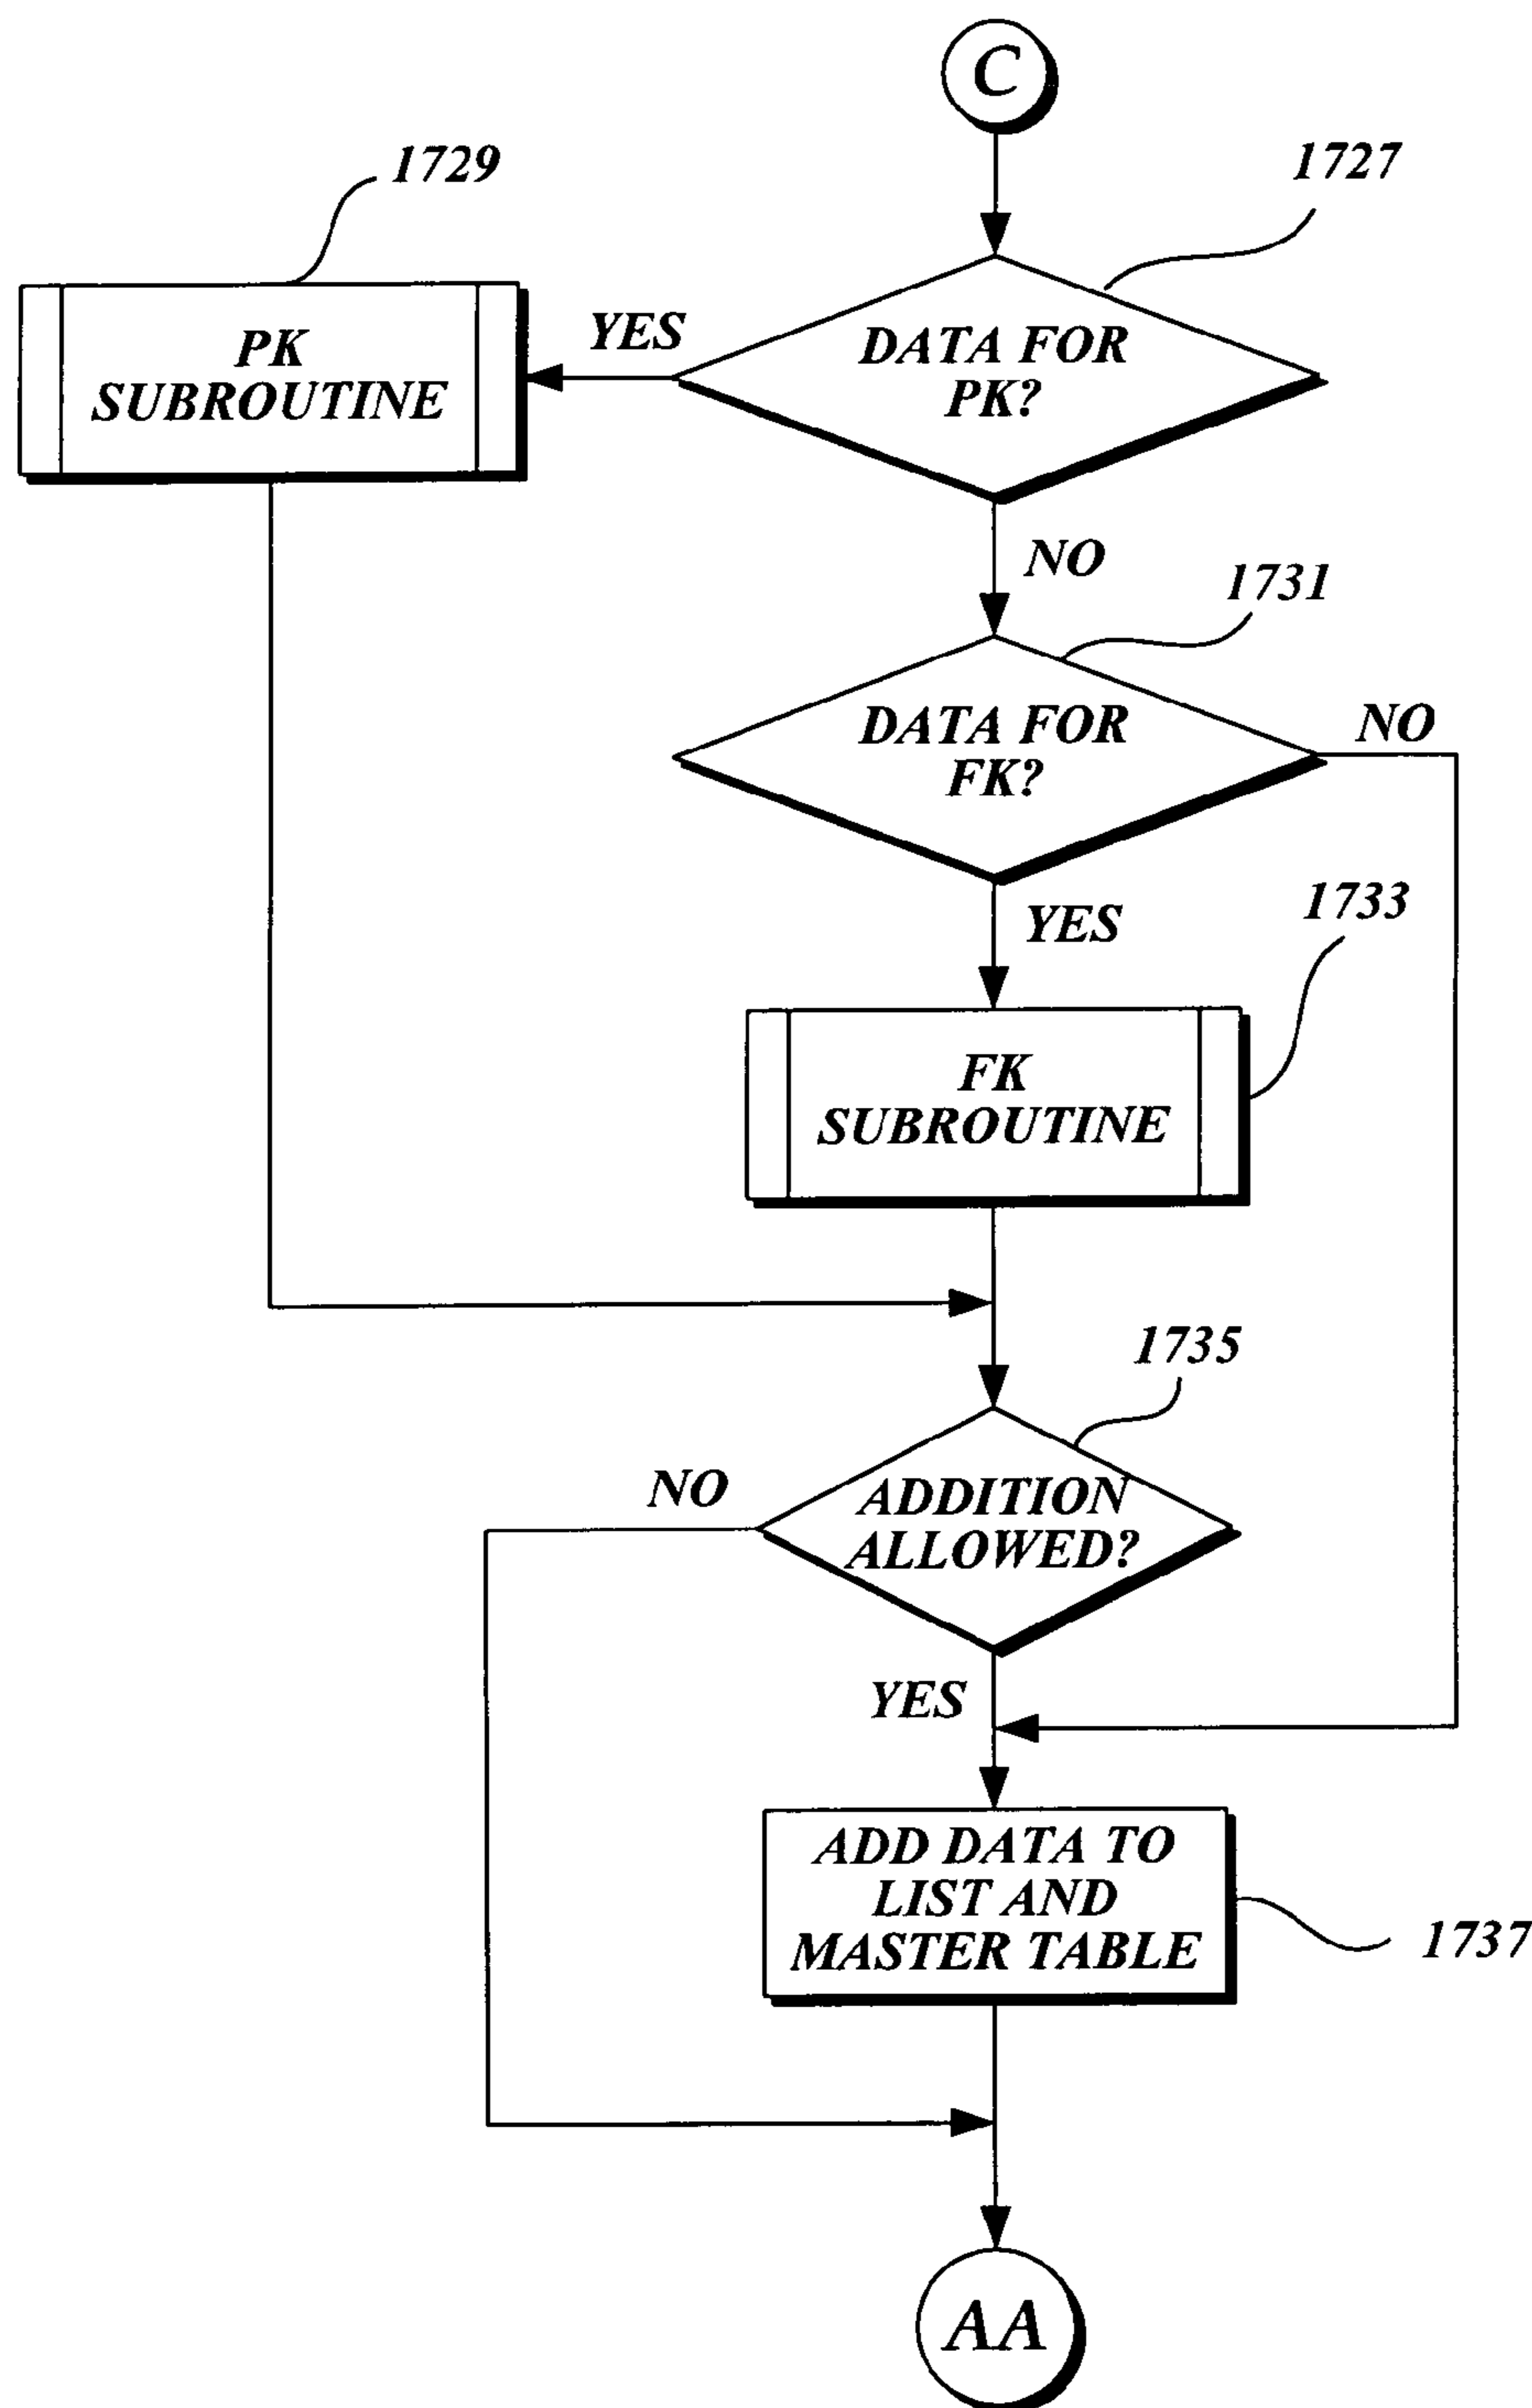 C
1729
1727
PK
SUBROUTINE
YES
DATA FOR
PK?
NO
1731
DATA FOR
FK?
NO
YES
1733
FK
SUBROUTINE
1735
NO
ADDITION
ALLOWED?
YES
ADD DATA TO
LIST AND
MASTER TABLE
1737
AA